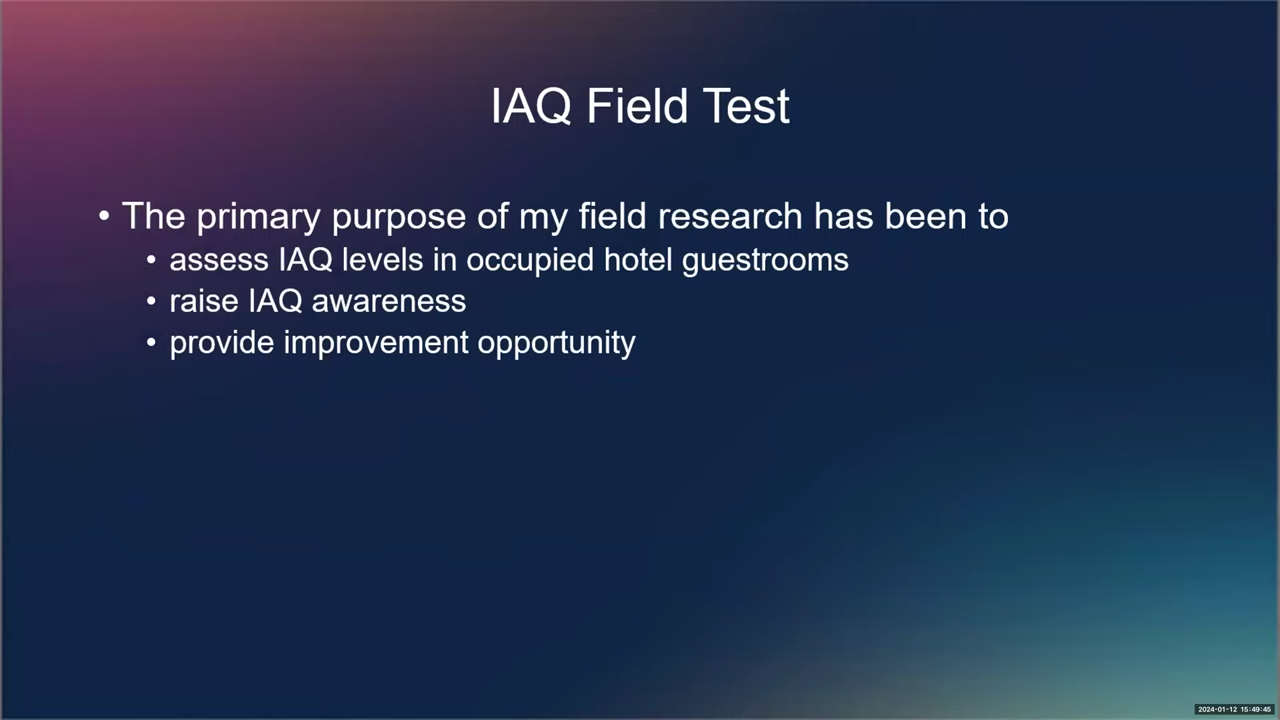 IAQ Field Test
• The primary purpose of my field research has been to
• assess IAQ levels in occupied hotel guestrooms
• raise IAQ awareness
• provide improvement opportunity
2024-01-12 15:49:45